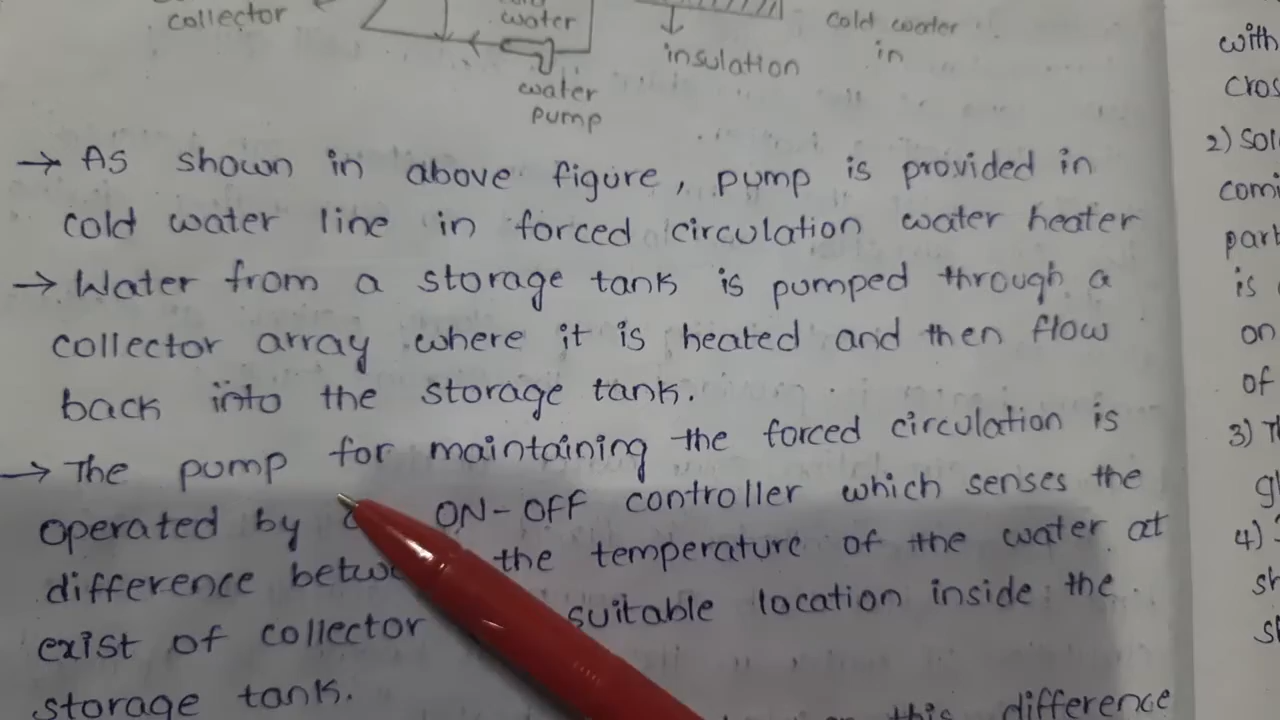 collector
water
water
pump
insulation
cold water
in
→ As shown in above figure, pump is provided in
cold water line in forced circulation water heater
→ Water from a storage tank is pumped through a
collector array where it is heated and then flow
back into the storage tank.
→ The pump for maintaining the forced circulation is
operated by ON-OFF controller which senses the
difference the temperature of the water at
exist of collector suitable location inside the
storage tank.
this difference
with
2)
is
on
of
3)
4)